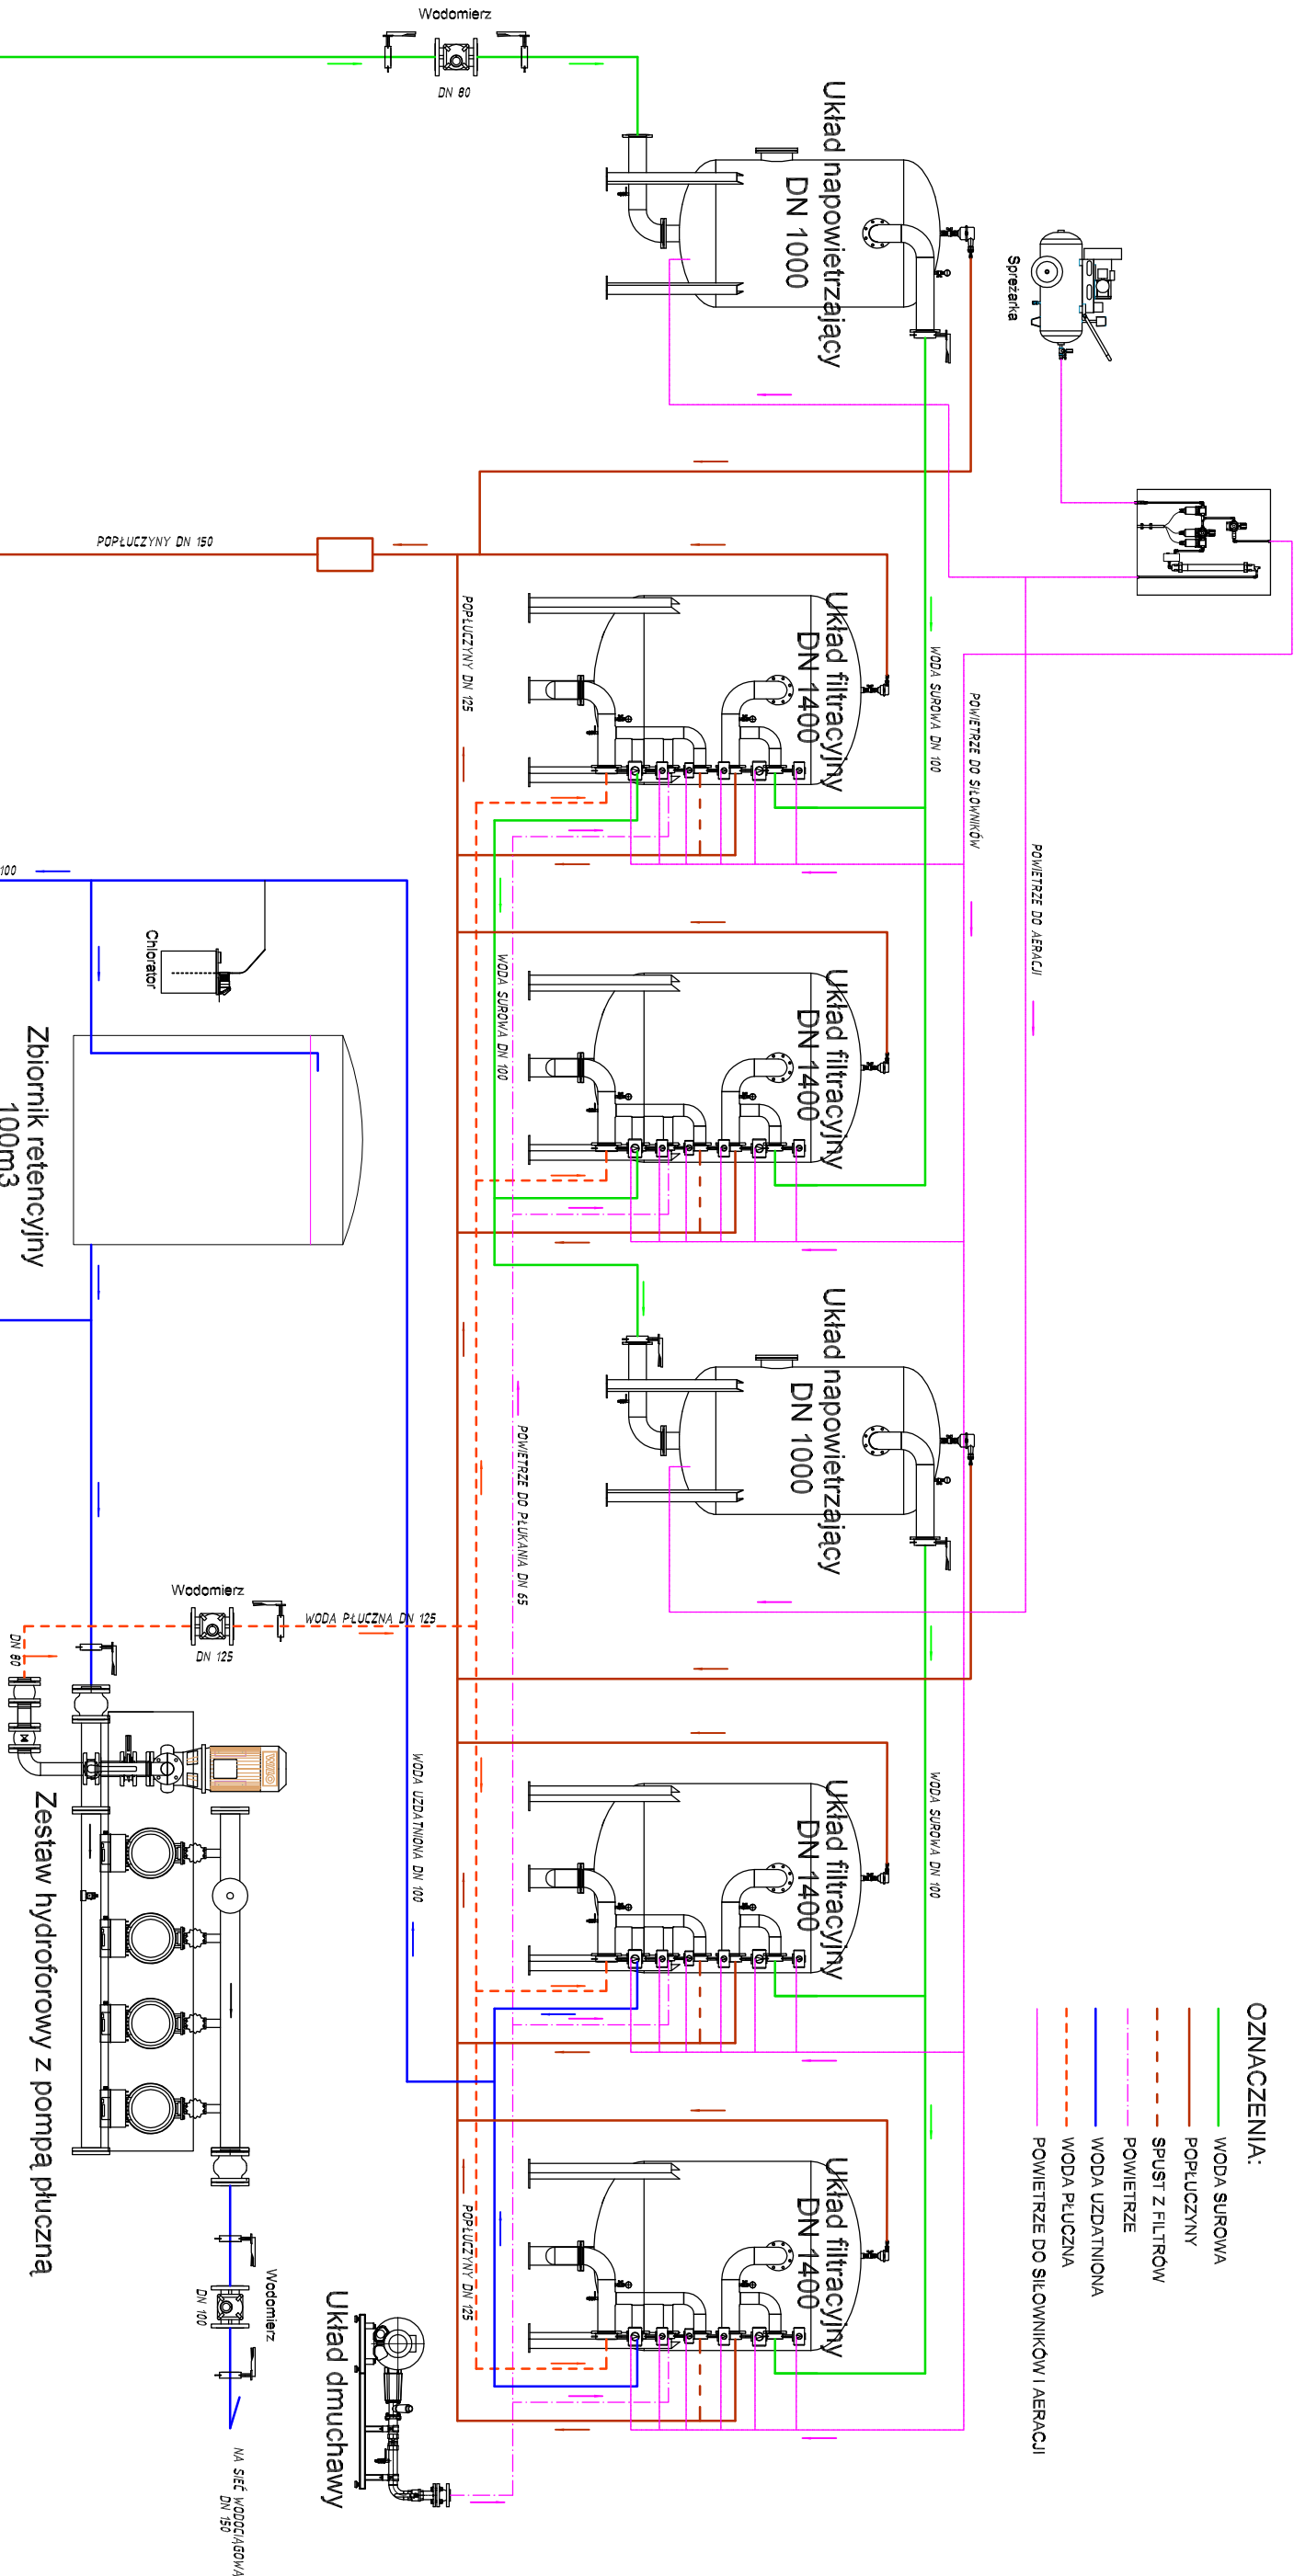 OZNACZENIA:
WODA SUROWA
POPŁUCZYNY
SPUST Z FILTRÓW
POWIETRZE
WODA UZDATNIONA
WODA PŁUCZNA
POWIETRZE DO SIŁOWNIKÓW I AERACJI
Sprężarka
POWIETRZE DO AERACJI
POWIETRZE DO SIŁOWNIKÓW
WODA SUROWA DN 100
WODA SUROWA DN 100
Układ napowietrzający
DN 1000
Układ filtracyjny
DN 1400
Układ filtracyjny
DN 1400
Układ napowietrzający
DN 1000
Układ filtracyjny
DN 1400
Układ filtracyjny
DN 1400
Wodomierz
DN 80
WODA SUROWA DN 100
POWIETRZE DO PŁUKANIA DN 65
POPŁUCZYNY DN 125
POPŁUCZYNY DN 125
POPŁUCZYNY DN 150
WODA PŁUCZNA DN 125
WODA UZDATNIONA DN 100
Układ dmuchawy
Wodomierz
DN 125
DN 80
Wodomierz
DN 100
Chlorator
100
WILO
NA SIEĆ WODOCIĄGOWĄ
DN 150
Zbiornik retencyjny
100m3
Zestaw hydroforowy z pompą płuczną